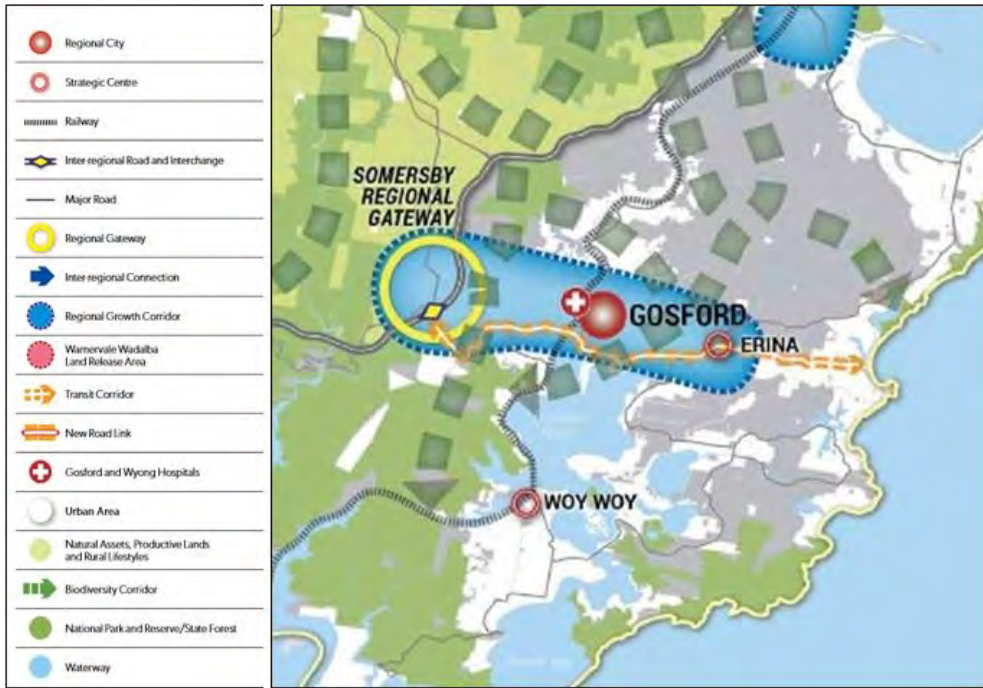 Regional City
Strategic Centre
Railway
Inter-regional Road and Interchange
Major Road
Regional Gateway
Inter-regional Connection
Regional Growth Corridor
Warnervale Wadalba
Land Release Area
Transit Corridor
New Road Link
Gosford and Wyong Hospitals
Urban Area
Natural Assets, Productive Lands
and Rural Lifestyles
Biodiversity Corridor
National Park and Reserve/State Forest
Waterway
SOMERSBY
REGIONAL
GATEWAY
GOSFORD
ERINA
WOY WOY